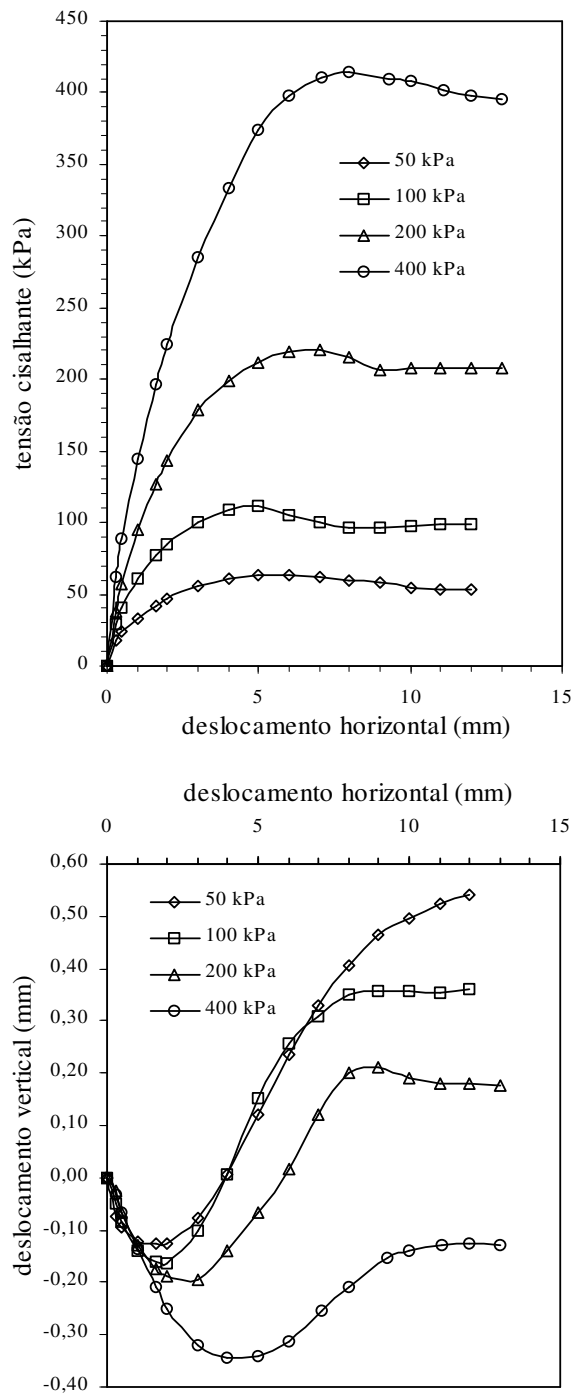 450
400
350
300
250
200
150
100
50
0
tensão cisalhante (kPa)
50 kPa
100 kPa
200 kPa
400 kPa
0 5 10 15
deslocamento horizontal (mm)
deslocamento horizontal (mm)
0 5 10 15
0,60
0,50
0,40
0,30
0,20
0,10
0,00
-0,10
-0,20
-0,30
-0,40
deslocamento vertical (mm)
50 kPa
100 kPa
200 kPa
400 kPa